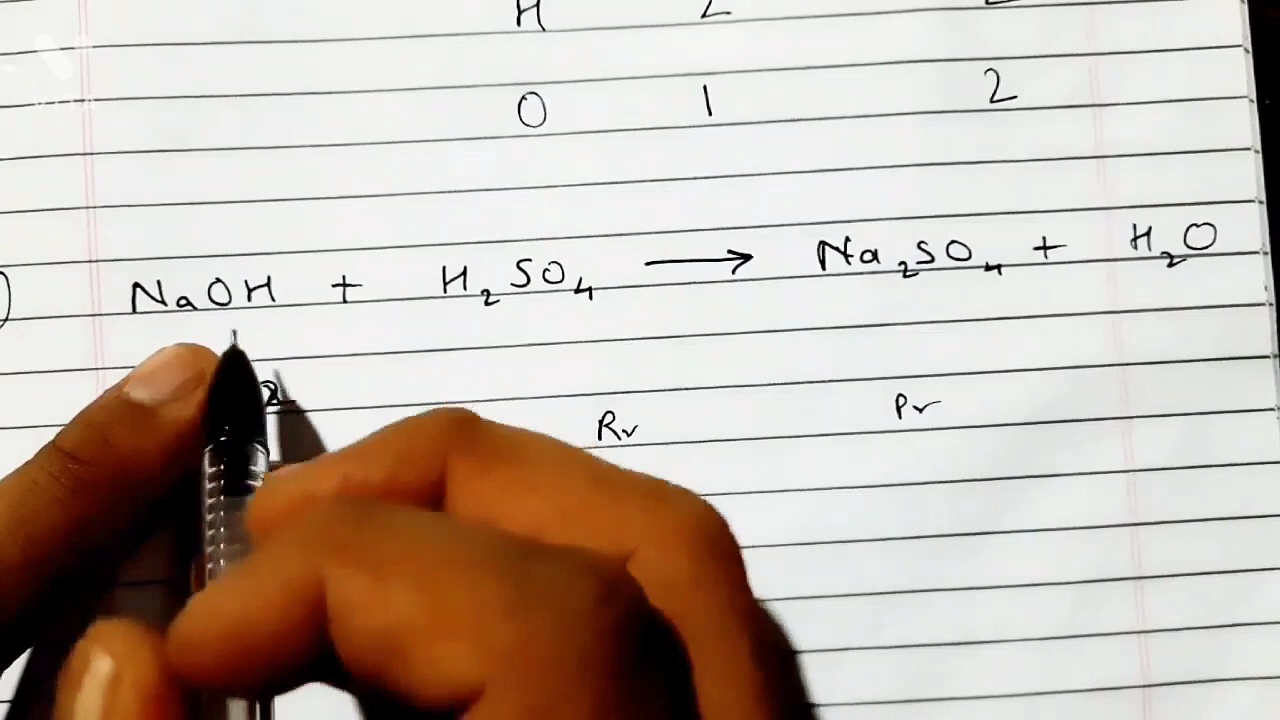 H 2
0 1 2
NaOH + H₂SO₄ → Na₂SO₄ + H₂O
Rr Pr